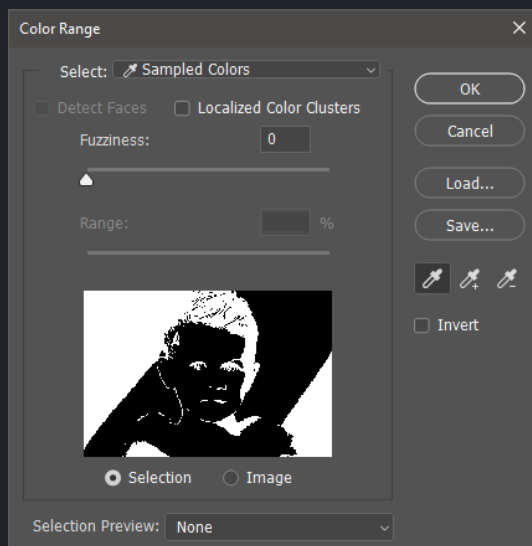 Color Range
Select: Sampled Colors
Detect Faces Localized Color Clusters
Fuzziness: 0
Range: %
Selection Image
Selection Preview: None
OK
Cancel
Load...
Save...
Invert